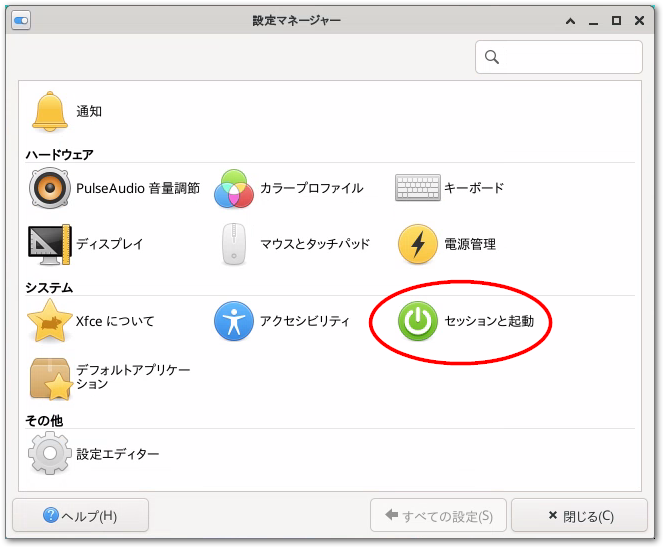 設定マネージャー
通知
ハードウェア
PulseAudio 音量調節
カラープロファイル
キーボード
ディスプレイ
マウスとタッチパッド
電源管理
システム
Xfce について
アクセシビリティ
セッションと起動
デフォルトアプリケー
ション
その他
設定エディター
ヘルプ(H)
すべての設定(S)
閉じる(C)